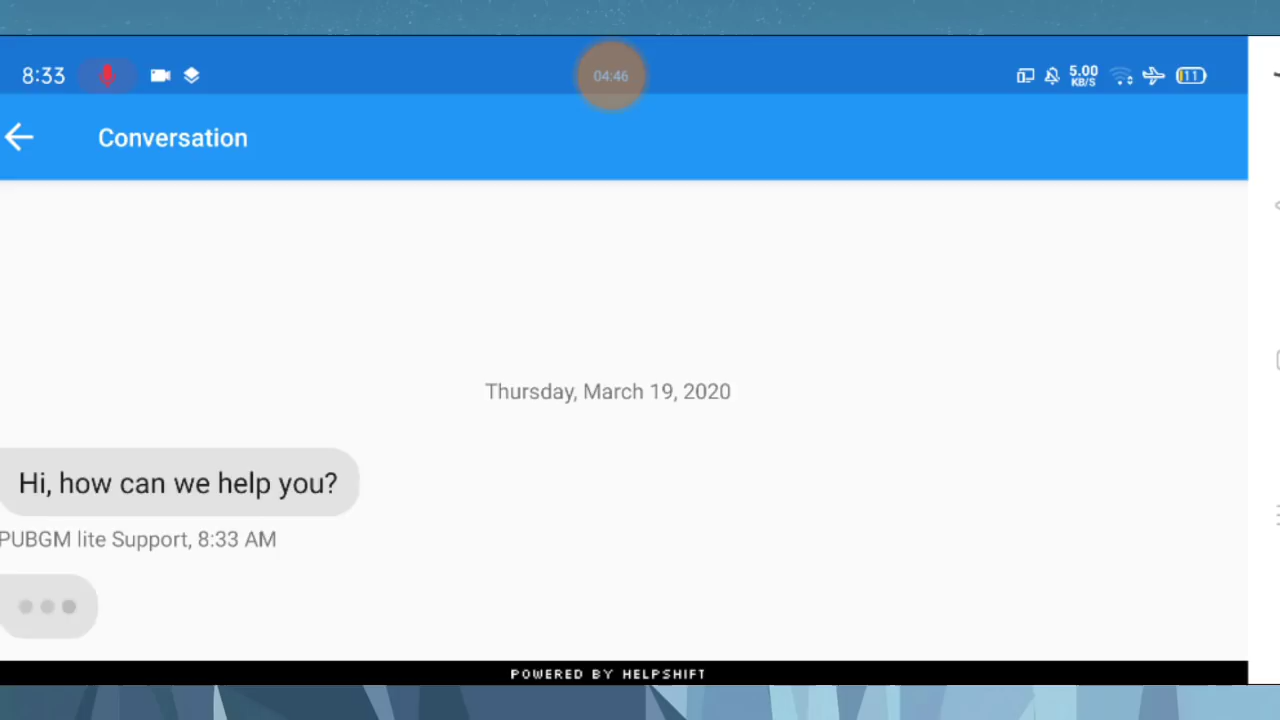 8:33
04:46
5.00
KB/S
11
Conversation
Thursday, March 19, 2020
Hi, how can we help you?
PUBGM lite Support, 8:33 AM
POWERED BY HELPSHIFT